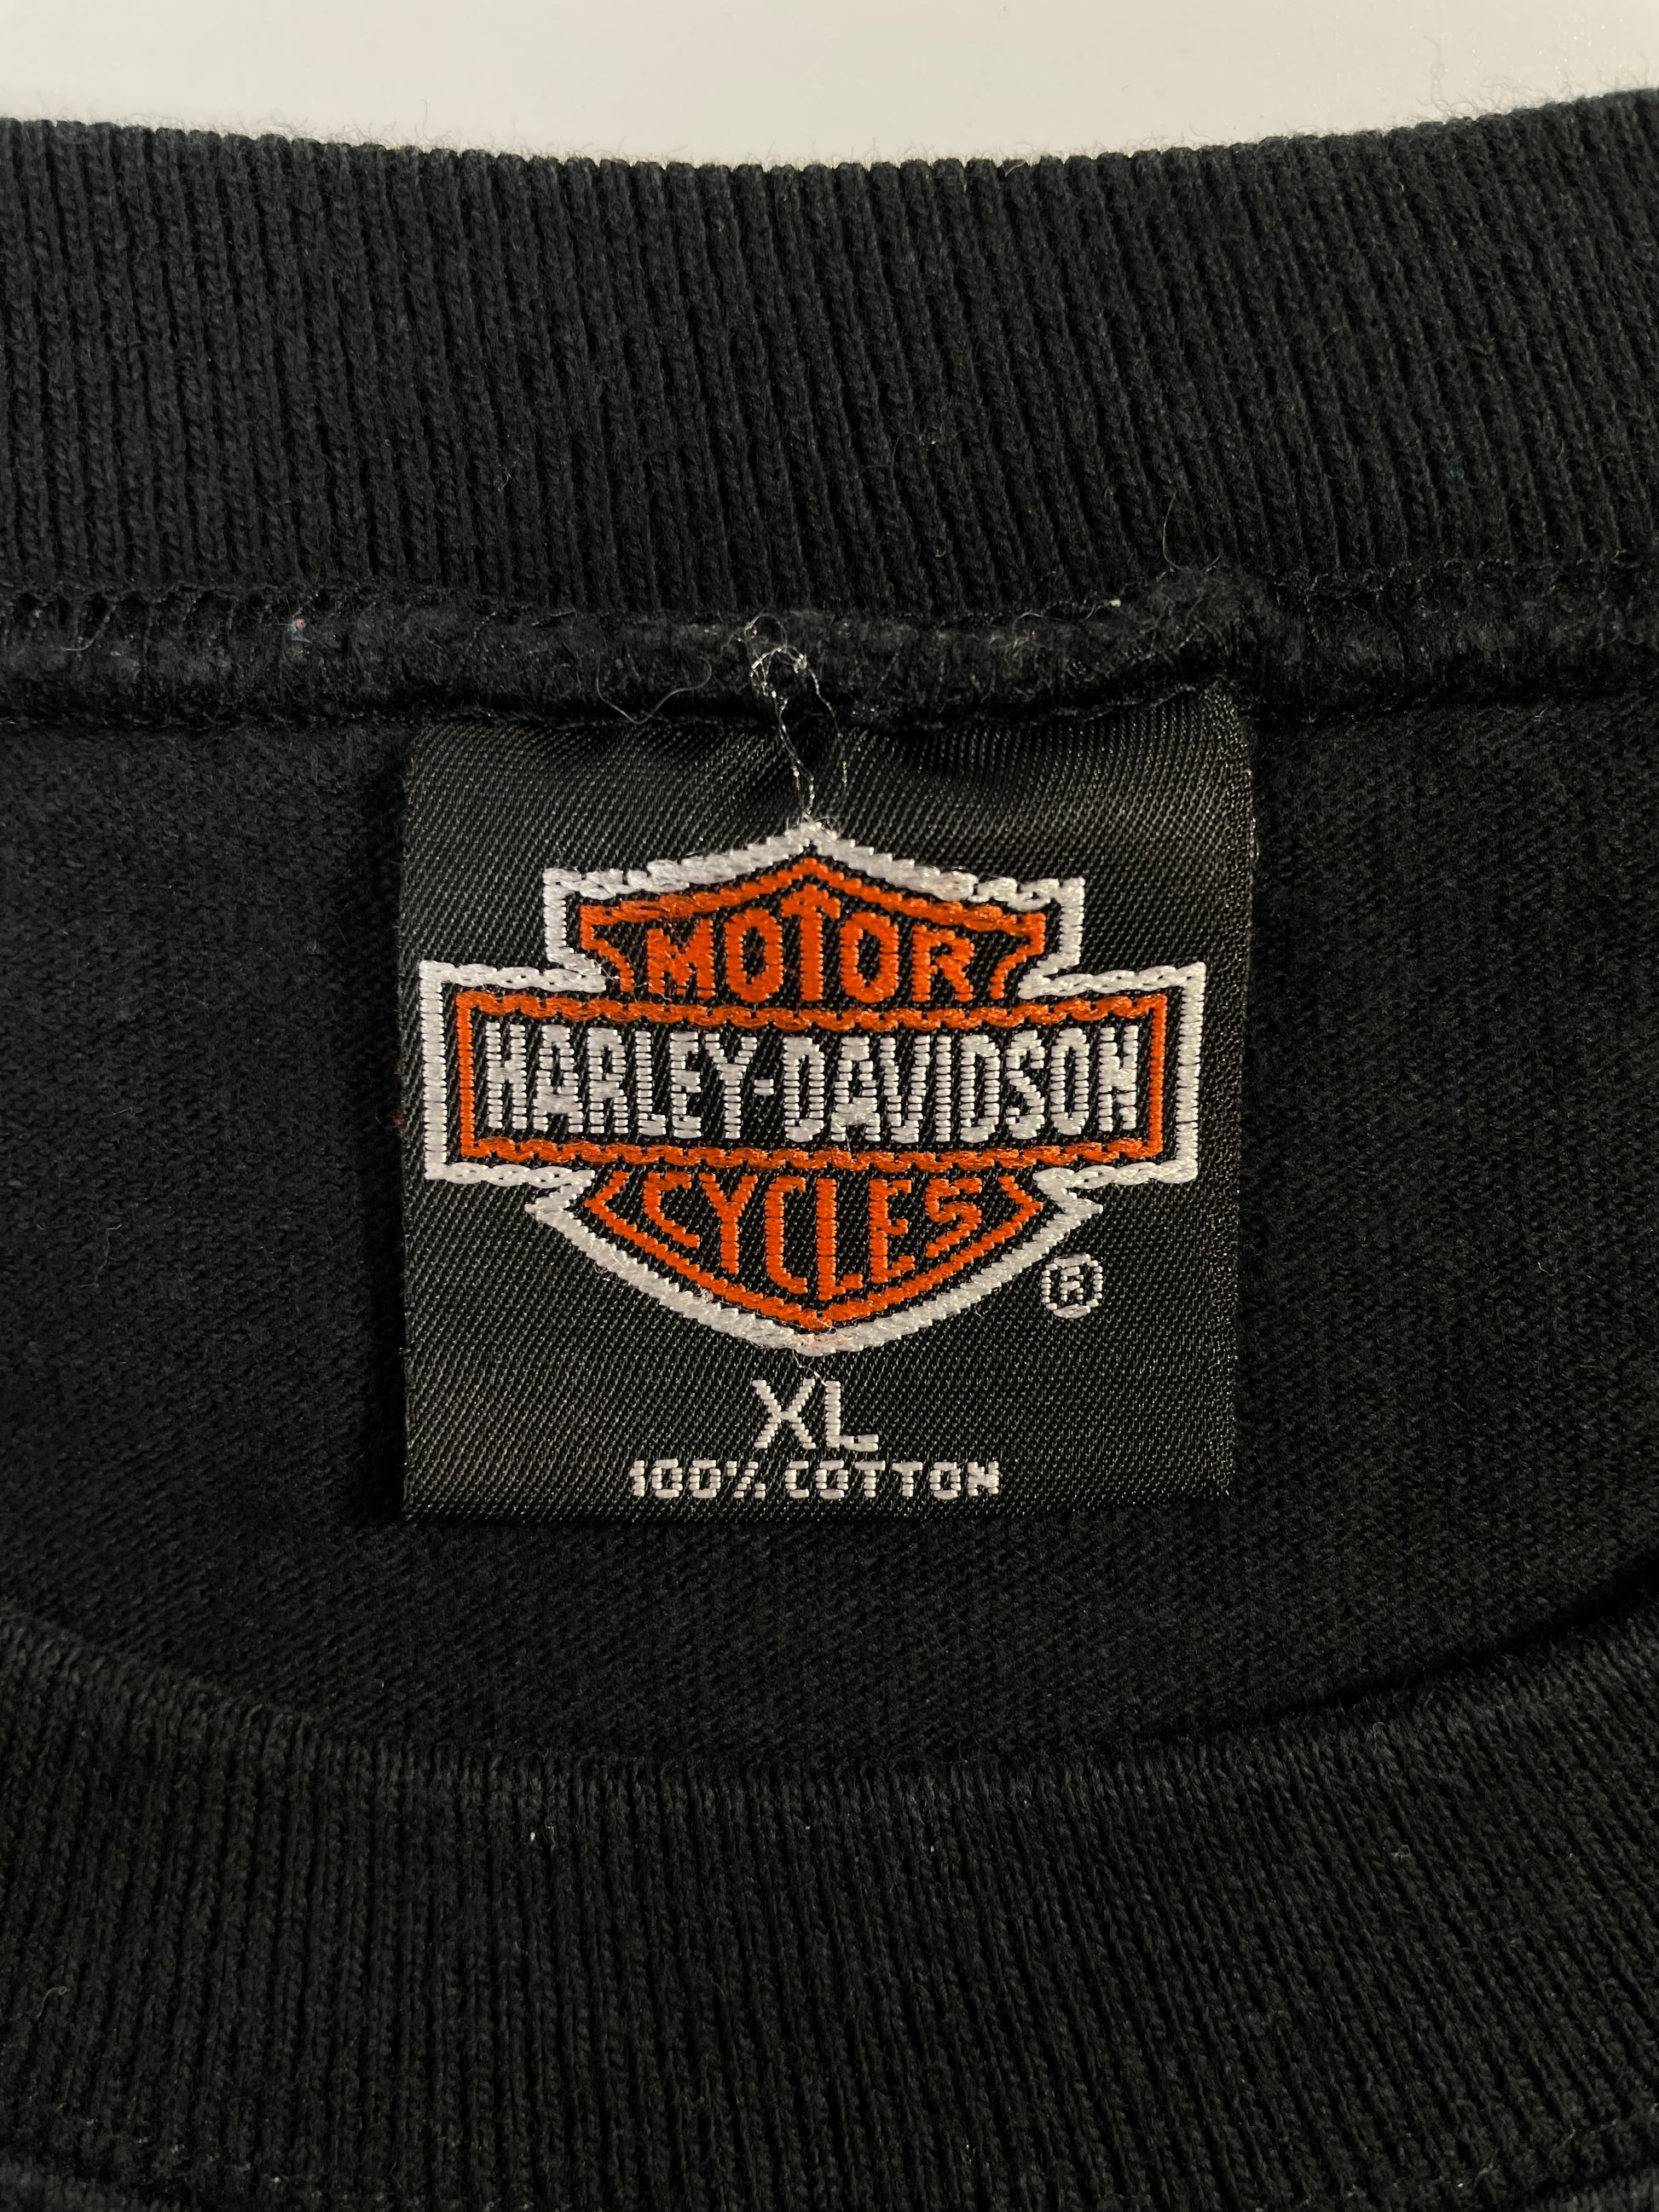 MOTOR
HARLEY-DAVIDSON
CYCLES
®
XL
100% COTTON